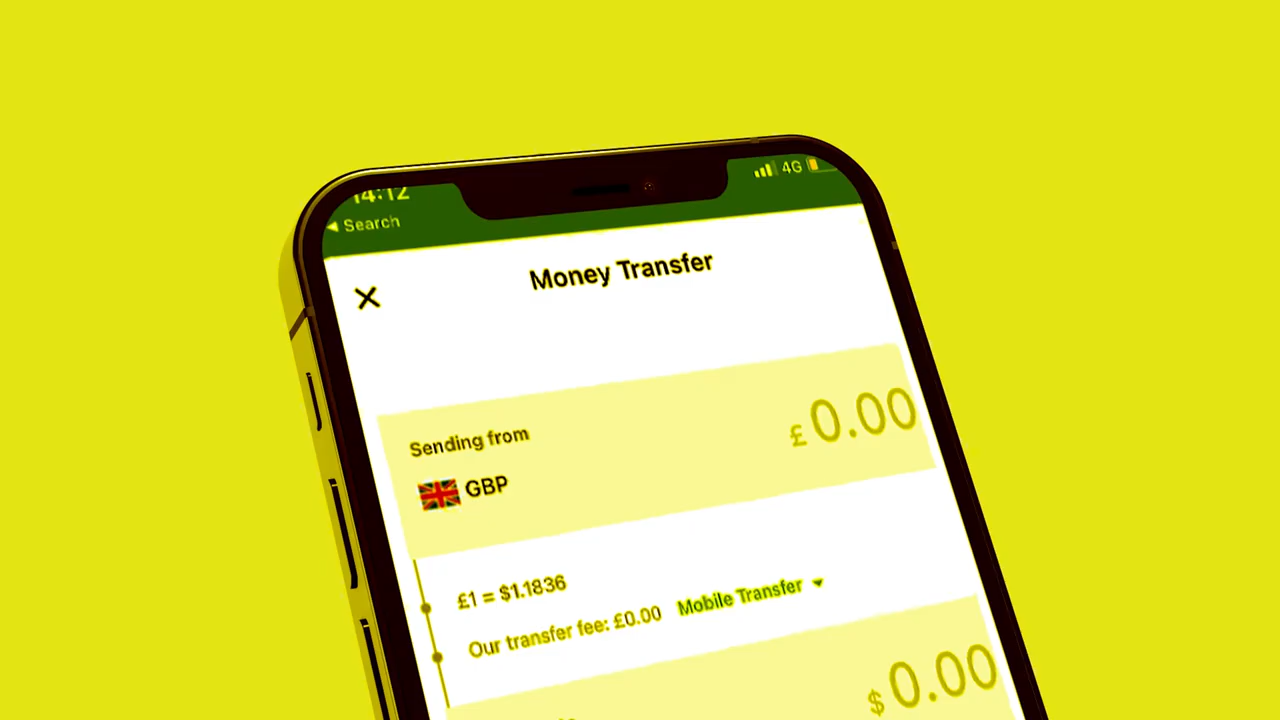 14:12
4G
◀ Search
Money Transfer
Sending from
£ 0.00
GBP
£1 = $1.1836
Our transfer fee: £0.00 Mobile Transfer
$ 0.00